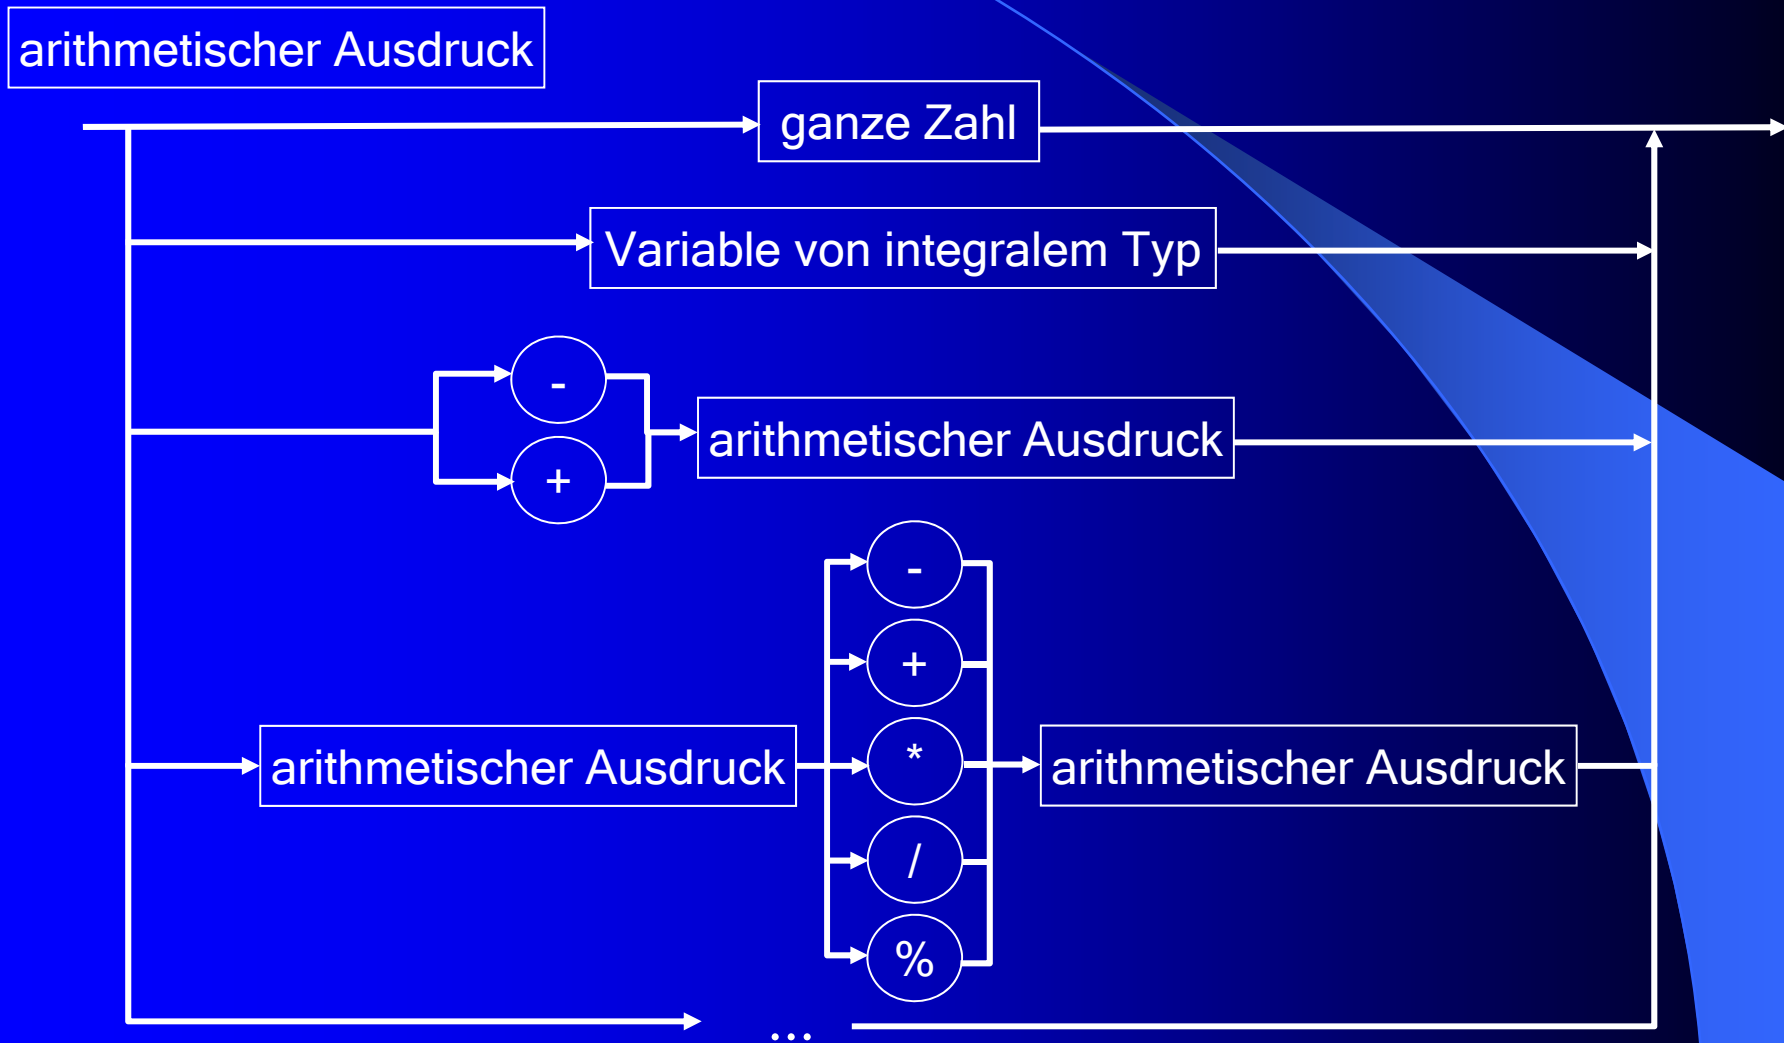 arithmetischer Ausdruck
ganze Zahl
Variable von integralem Typ
-
+
arithmetischer Ausdruck
-
+
*
/
%
arithmetischer Ausdruck
arithmetischer Ausdruck
...